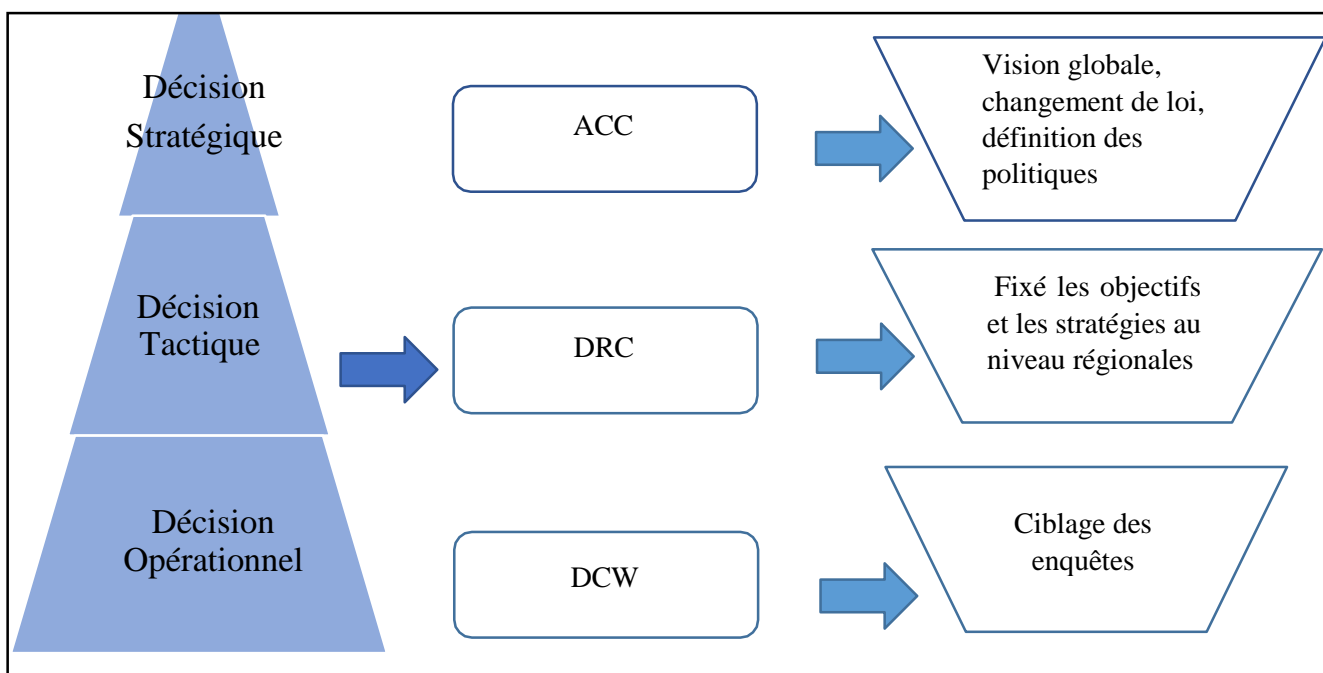 Décision
Stratégique
ACC
Vision globale,
changement de loi,
définition des
politiques
Décision
Tactique
DRC
Fixé les objectifs
et les stratégies au
niveau régionales
Décision
Opérationnel
DCW
Ciblage des
enquêtes